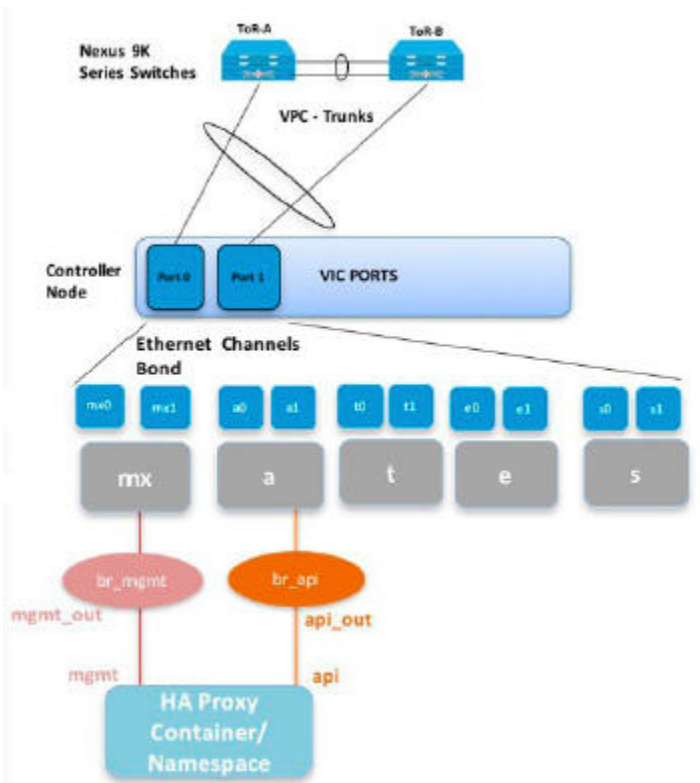 ToR-A
ToR-B
Nexus 9K
Series Switches
VPC - Trunks
Controller
Node
Port 0
Port 1
VIC PORTS
Ethernet Channels
Bond
mx0
mx1
a0
a1
t0
t1
e0
e1
s0
s1
mx
a
t
e
s
br_mgmt
br_api
mgmt_out
api_out
mgmt
api
HA Proxy
Container/
Namespace